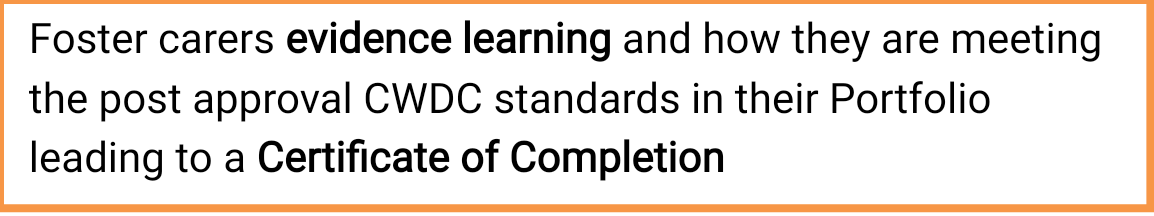 Foster carers evidence learning and how they are meeting
the post approval CWDC standards in their Portfolio
leading to a Certificate of Completion